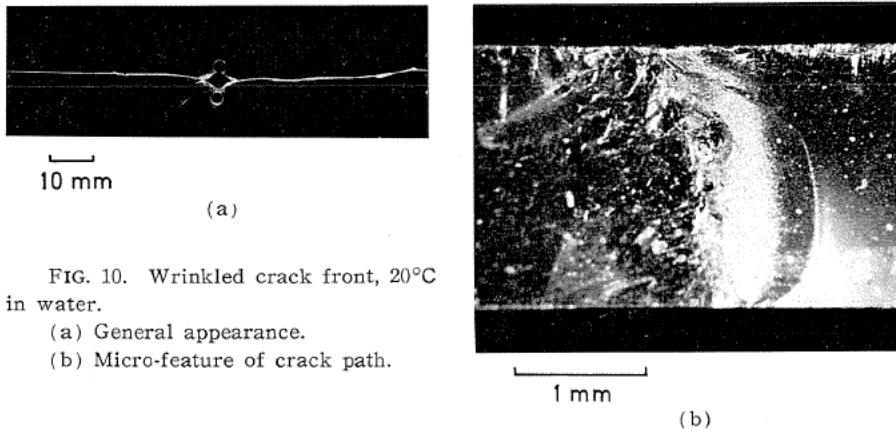 10 mm
(a)
FIG. 10. Wrinkled crack front, 20°C
in water.
(a) General appearance.
(b) Micro-feature of crack path.
1 mm
(b)